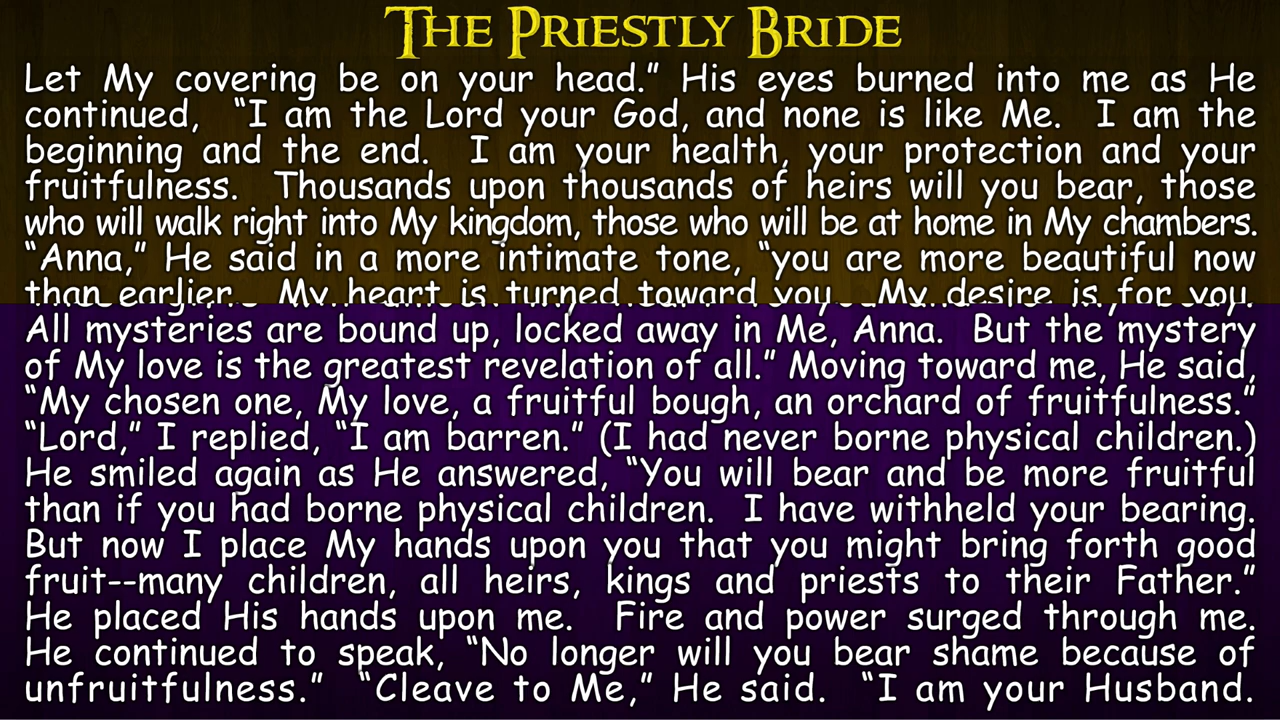 The Priestly Bride
Let My covering be on your head.” His eyes burned into me as He
continued, “I am the Lord your God, and none is like Me. I am the
beginning and the end. I am your health, your protection and your
fruitfulness. Thousands upon thousands of heirs will you bear, those
who will walk right into My kingdom, those who will be at home in My chambers.
“Anna,” He said in a more intimate tone, “you are more beautiful now
than earlier. My heart is turned toward you. My desire is for you.
All mysteries are bound up, locked away in Me, Anna. But the mystery
of My love is the greatest revelation of all.” Moving toward me, He said,
“My chosen one, My love, a fruitful bough, an orchard of fruitfulness.”
“Lord,” I replied, “I am barren.” (I had never borne physical children.)
He smiled again as He answered, “You will bear and be more fruitful
than if you had borne physical children. I have withheld your bearing.
But now I place My hands upon you that you might bring forth good
fruit--many children, all heirs, kings and priests to their Father.”
He placed His hands upon me. Fire and power surged through me.
He continued to speak, “No longer will you bear shame because of
unfruitfulness.” “Cleave to Me,” He said. “I am your Husband.